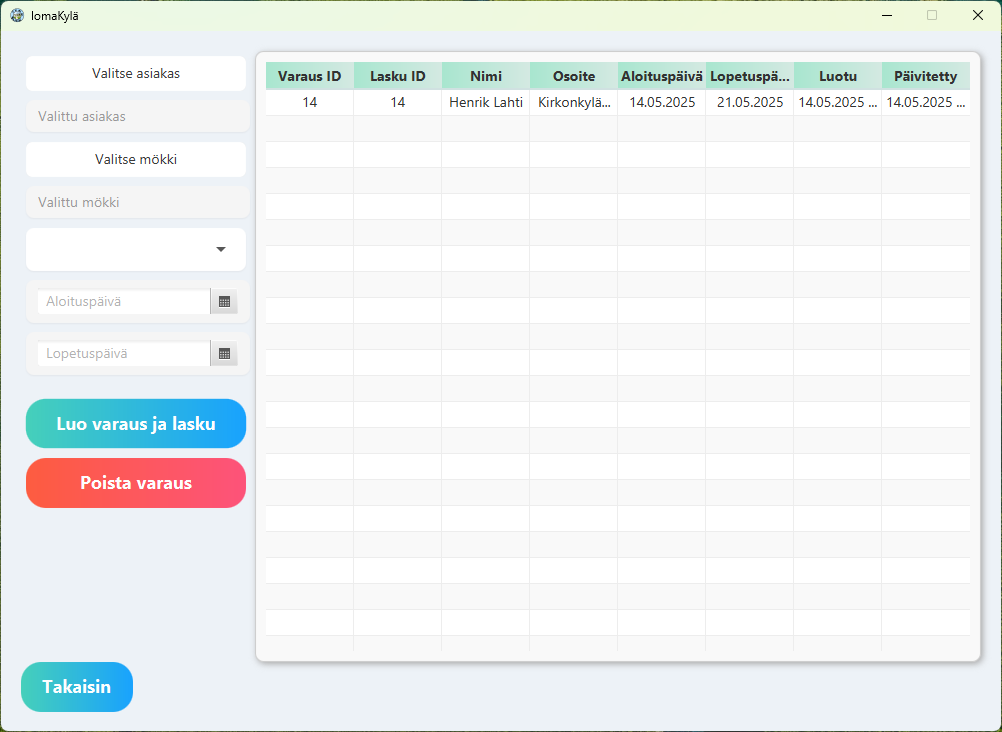 lomaKylä
Valitse asiakas
Valittu asiakas
Valitse mökki
Valittu mökki
Aloituspäivä
Lopetuspäivä
Luo varaus ja lasku
Poista varaus
Takaisin
Varaus ID Lasku ID Nimi Osoite Aloituspäivä Lopetuspä... Luotu Päivitetty
14 14 Henrik Lahti Kirkonkylä... 14.05.2025 21.05.2025 14.05.2025 ... 14.05.2025 ...